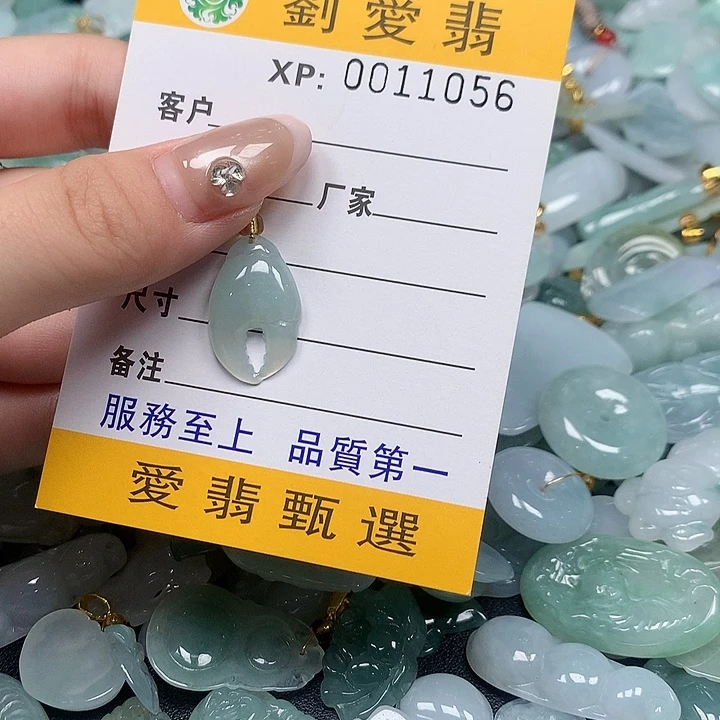 劉愛翡
XP: 0011056
客户
厂家
尺寸
备注
服務至上 品質第一
愛翡甄選